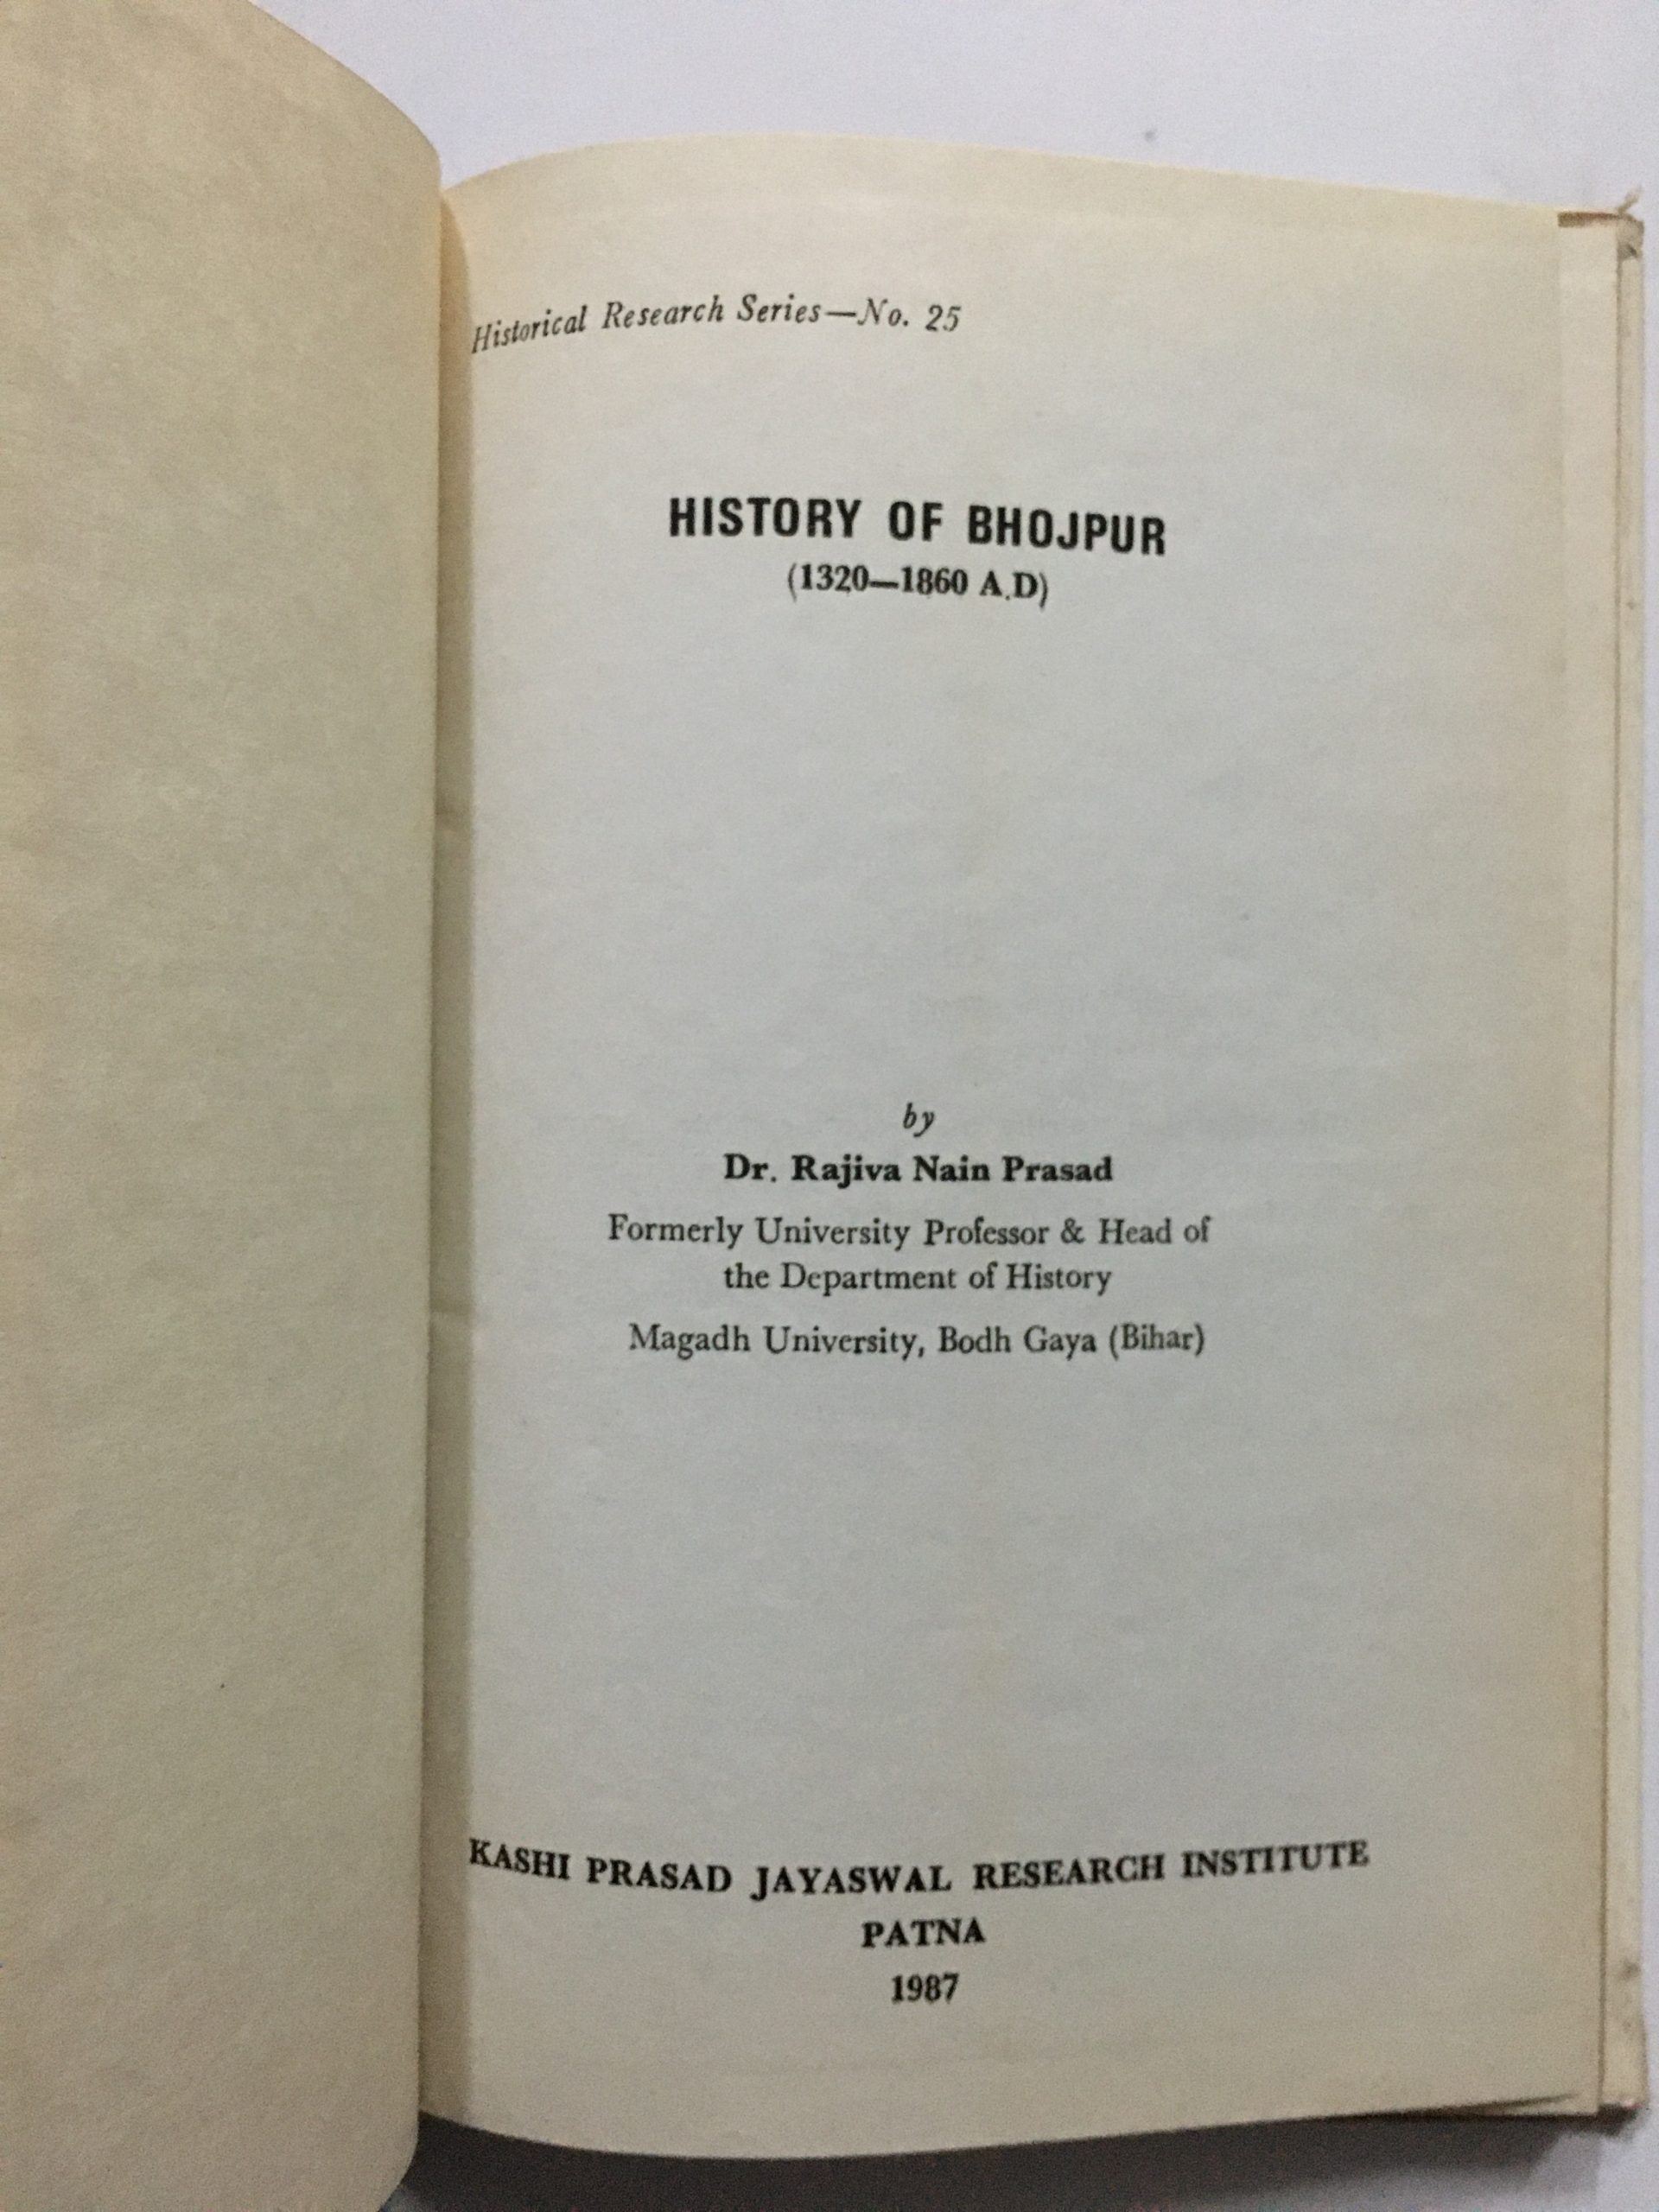 Historical Research Series—No. 25
HISTORY OF BHOJPUR
(1320—1860 A.D)
by
Dr. Rajiva Nain Prasad
Formerly University Professor & Head of
the Department of History
Magadh University, Bodh Gaya (Bihar)
KASHI PRASAD JAYASWAL RESEARCH INSTITUTE
PATNA
1987